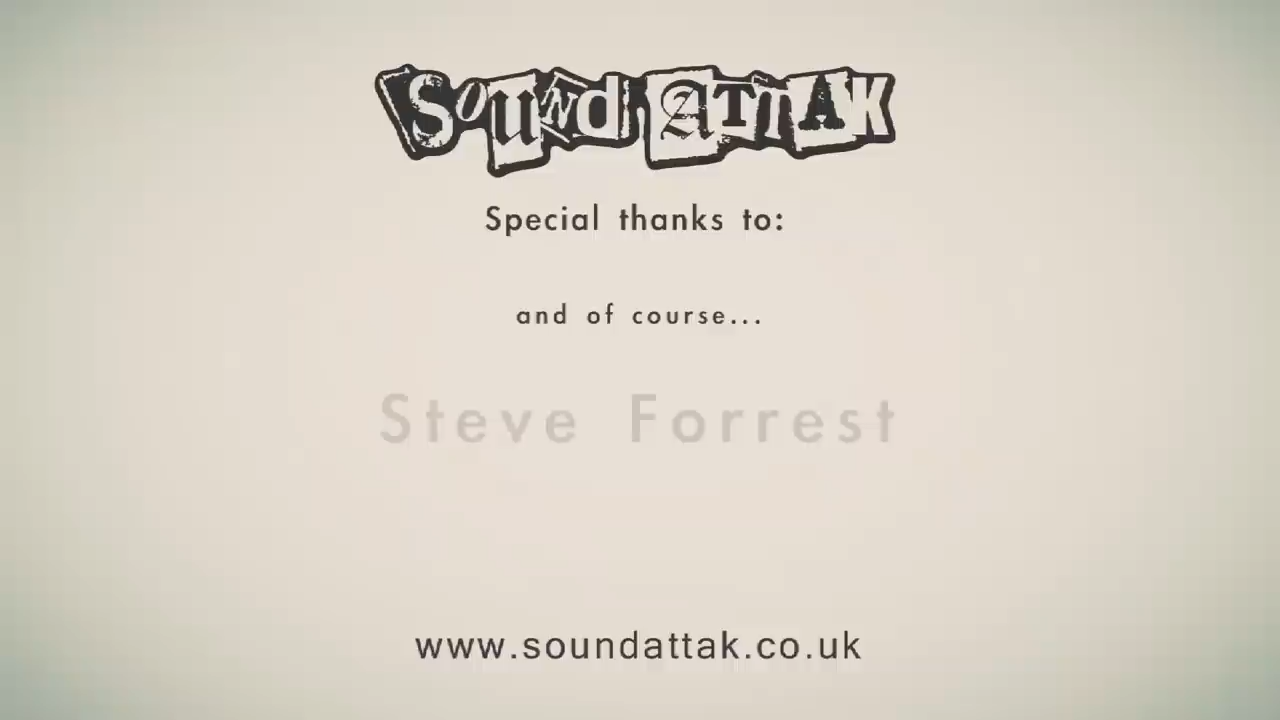 SOUNd ATTAK
Special thanks to:
and of course...
Steve Forrest
www.soundattak.co.uk